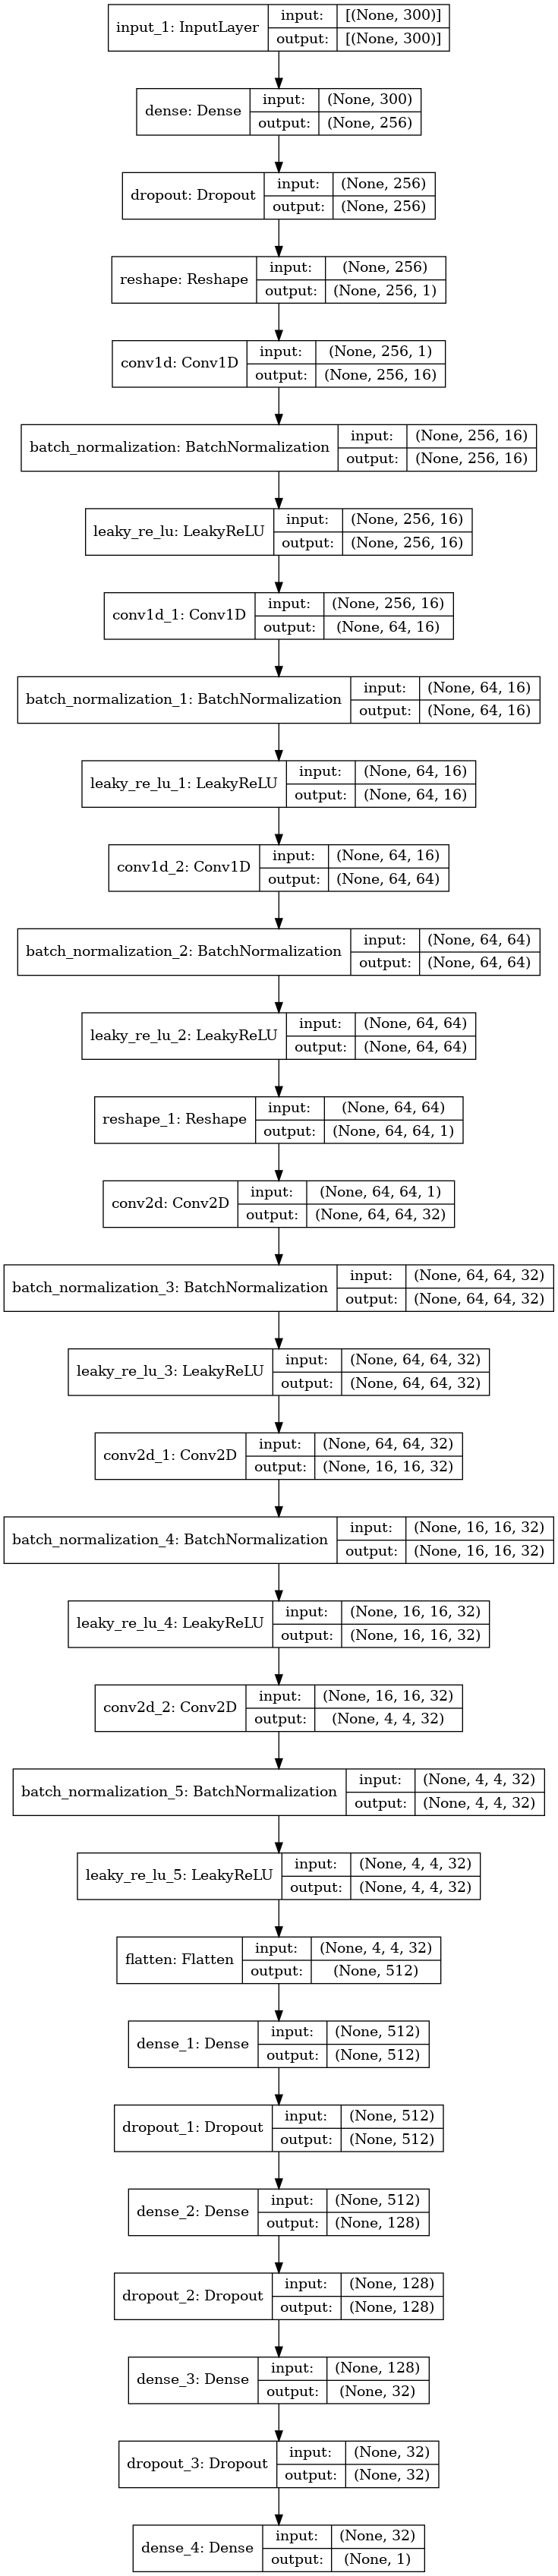 input_1: InputLayer
input: [(None, 300)]
output: [(None, 300)]
dense: Dense
input: (None, 300)
output: (None, 256)
dropout: Dropout
input: (None, 256)
output: (None, 256)
reshape: Reshape
input: (None, 256)
output: (None, 256, 1)
conv1d: Conv1D
input: (None, 256, 1)
output: (None, 256, 16)
batch_normalization: BatchNormalization
input: (None, 256, 16)
output: (None, 256, 16)
leaky_re_lu: LeakyReLU
input: (None, 256, 16)
output: (None, 256, 16)
conv1d_1: Conv1D
input: (None, 256, 16)
output: (None, 64, 16)
batch_normalization_1: BatchNormalization
input: (None, 64, 16)
output: (None, 64, 16)
leaky_re_lu_1: LeakyReLU
input: (None, 64, 16)
output: (None, 64, 16)
conv1d_2: Conv1D
input: (None, 64, 16)
output: (None, 64, 64)
batch_normalization_2: BatchNormalization
input: (None, 64, 64)
output: (None, 64, 64)
leaky_re_lu_2: LeakyReLU
input: (None, 64, 64)
output: (None, 64, 64)
reshape_1: Reshape
input: (None, 64, 64)
output: (None, 64, 64, 1)
conv2d: Conv2D
input: (None, 64, 64, 1)
output: (None, 64, 64, 32)
batch_normalization_3: BatchNormalization
input: (None, 64, 64, 32)
output: (None, 64, 64, 32)
leaky_re_lu_3: LeakyReLU
input: (None, 64, 64, 32)
output: (None, 64, 64, 32)
conv2d_1: Conv2D
input: (None, 64, 64, 32)
output: (None, 16, 16, 32)
batch_normalization_4: BatchNormalization
input: (None, 16, 16, 32)
output: (None, 16, 16, 32)
leaky_re_lu_4: LeakyReLU
input: (None, 16, 16, 32)
output: (None, 16, 16, 32)
conv2d_2: Conv2D
input: (None, 16, 16, 32)
output: (None, 4, 4, 32)
batch_normalization_5: BatchNormalization
input: (None, 4, 4, 32)
output: (None, 4, 4, 32)
leaky_re_lu_5: LeakyReLU
input: (None, 4, 4, 32)
output: (None, 4, 4, 32)
flatten: Flatten
input: (None, 4, 4, 32)
output: (None, 512)
dense_1: Dense
input: (None, 512)
output: (None, 512)
dropout_1: Dropout
input: (None, 512)
output: (None, 512)
dense_2: Dense
input: (None, 512)
output: (None, 128)
dropout_2: Dropout
input: (None, 128)
output: (None, 128)
dense_3: Dense
input: (None, 128)
output: (None, 32)
dropout_3: Dropout
input: (None, 32)
output: (None, 32)
dense_4: Dense
input: (None, 32)
output: (None, 1)